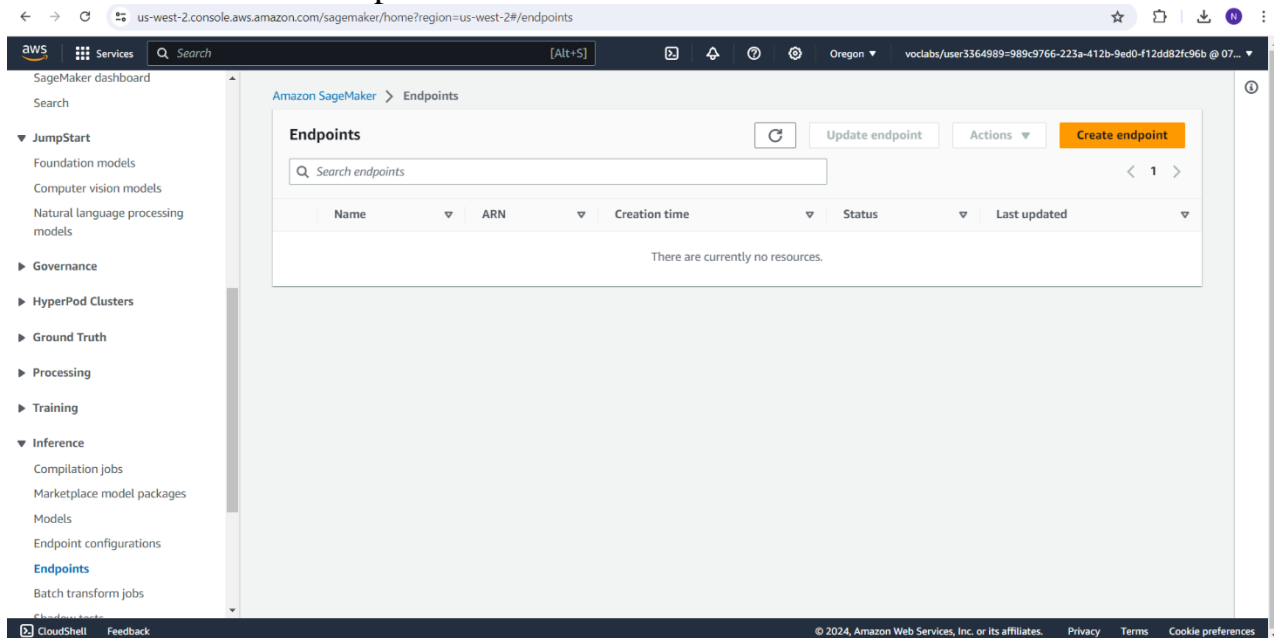 us-west-2.console.aws.amazon.com/sagemaker/home?region=us-west-2#/endpoints
N
aws Services Search [Alt+S] Oregon voclabs/user3364989=989c9766-223a-412b-9ed0-f12dd82fc96b @ 07...
SageMaker dashboard
Search
JumpStart
Foundation models
Computer vision models
Natural language processing
models
Governance
HyperPod Clusters
Ground Truth
Processing
Training
Inference
Compilation jobs
Marketplace model packages
Models
Endpoint configurations
Endpoints
Batch transform jobs
Shadow tests
Amazon SageMaker > Endpoints
Endpoints Update endpoint Actions Create endpoint
Search endpoints 1
Name ARN Creation time Status Last updated
There are currently no resources.
CloudShell Feedback © 2024, Amazon Web Services, Inc. or its affiliates. Privacy Terms Cookie preferences